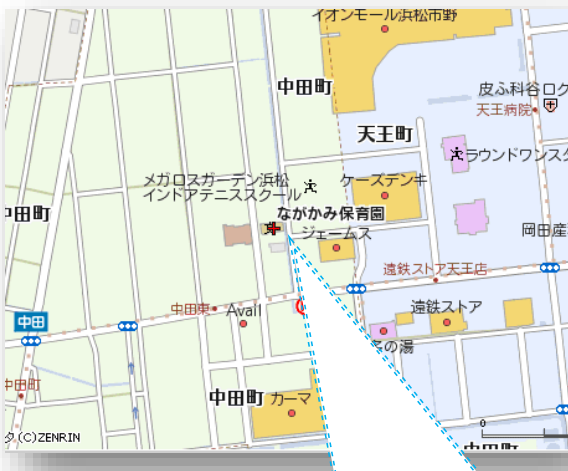 イオンモール浜松市野
中田町
皮ふ科谷口ク
天王病院
天王町
ラウンドワンスタ
メガロスガーデン浜松
インドアテニススクール
ケーズデンキ
中田町
ながかみ保育園
ジェームス
岡田産
遠鉄ストア天王店
中田東
Avail
遠鉄ストア
中田
の湯
中田町
中田町
カーマ
0
(C)ZENRIN